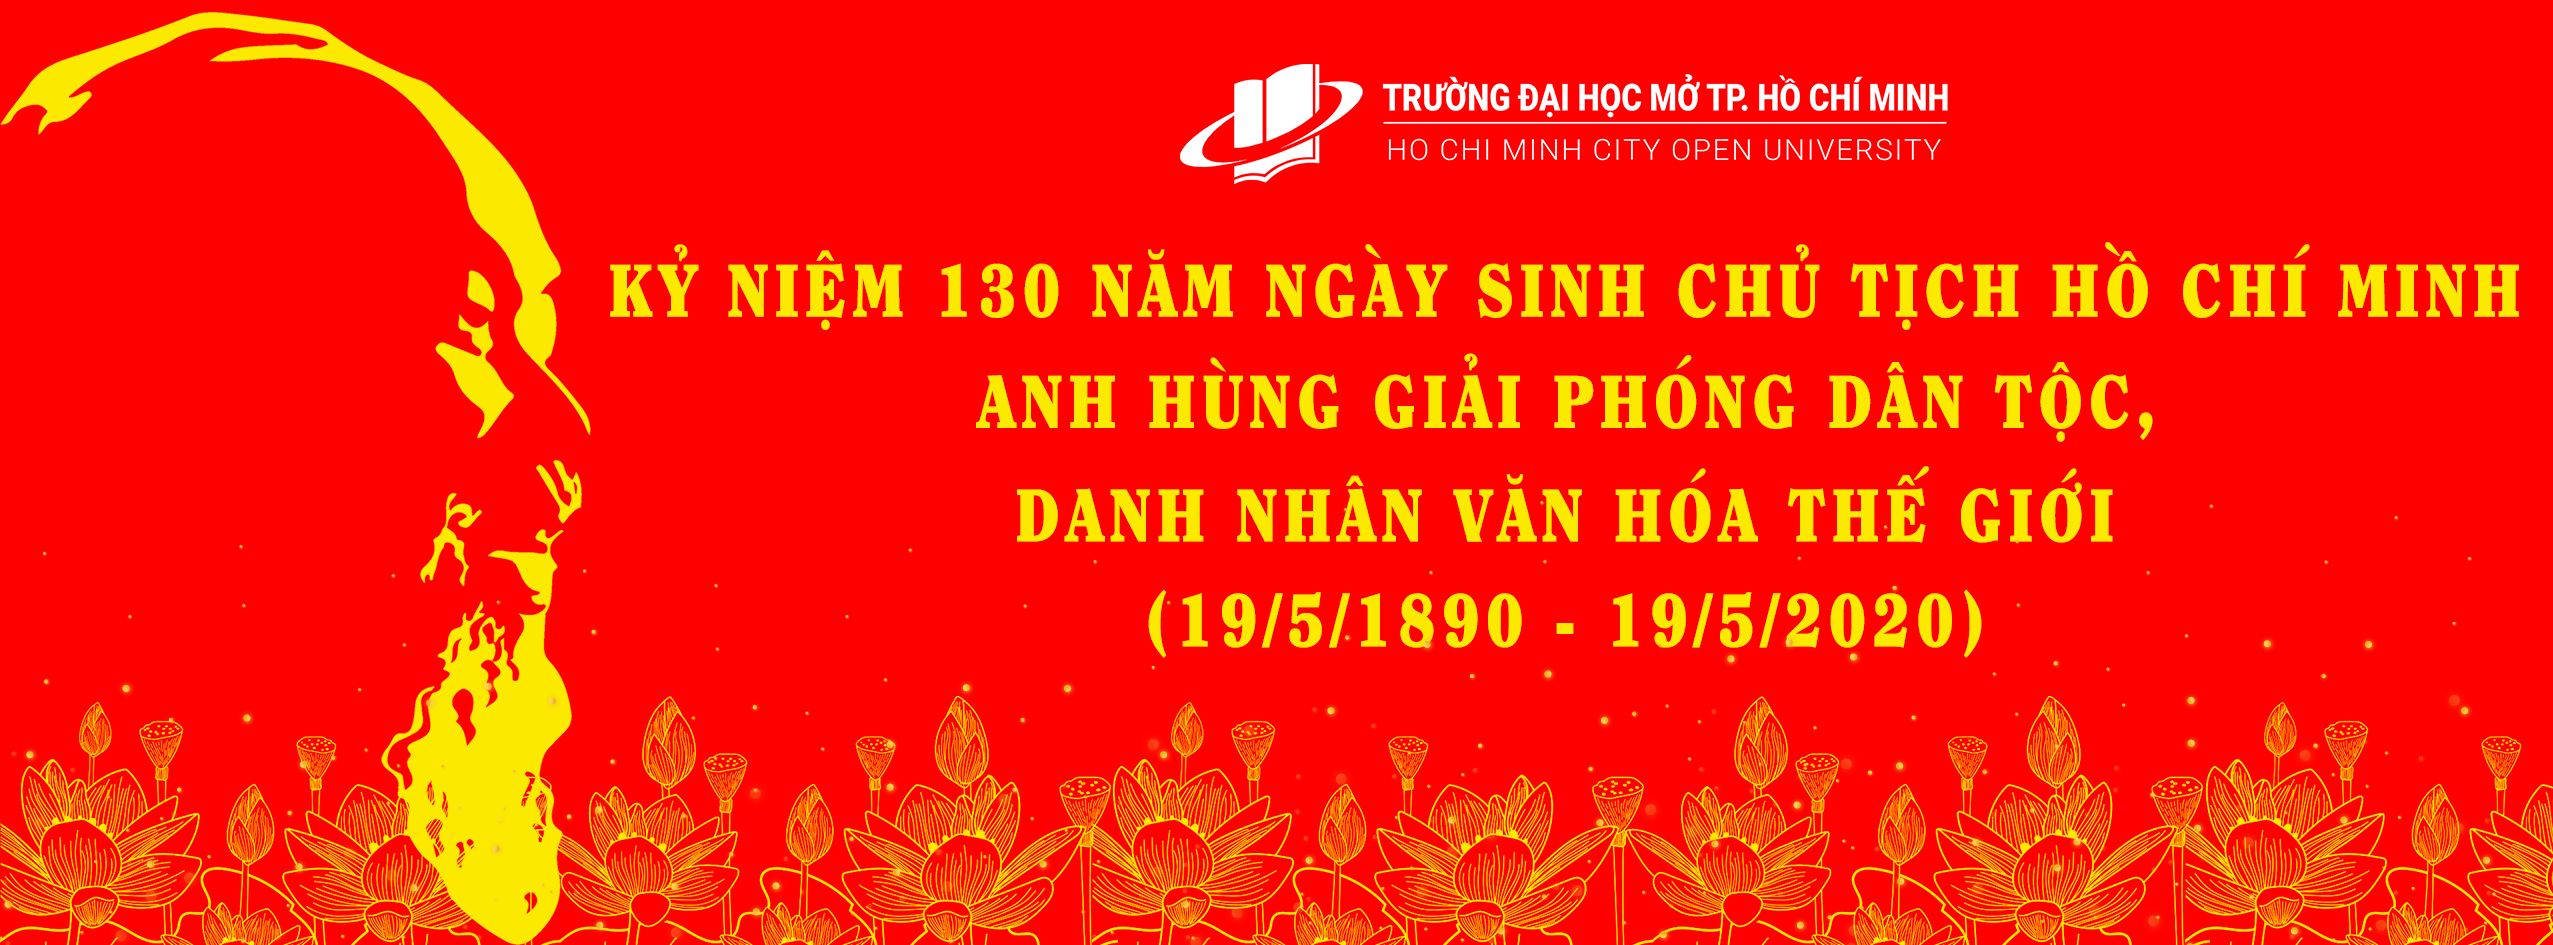 TRƯỜNG ĐẠI HỌC MỞ TP. HỒ CHÍ MINH
HO CHI MINH CITY OPEN UNIVERSITY
KỶ NIỆM 130 NĂM NGÀY SINH CHỦ TỊCH HỒ CHÍ MINH
ANH HÙNG GIẢI PHÓNG DÂN TỘC,
DANH NHÂN VĂN HÓA THẾ GIỚI
(19/5/1890 - 19/5/2020)